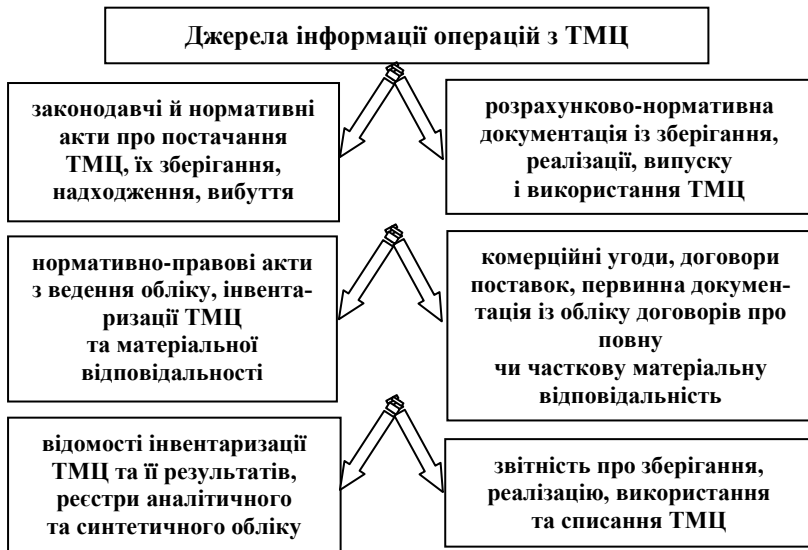 Джерела інформації операцій з ТМЦ
законодавчі й нормативні
акти про постачання
ТМЦ, їх зберігання,
надходження, вибуття
розрахунково-нормативна
документація із зберігання,
реалізації, випуску
і використання ТМЦ
нормативно-правові акти
з ведення обліку, інвента-
ризації ТМЦ
та матеріальної
відповідальності
комерційні угоди, договори
поставок, первинна докумен-
тація із обліку договорів про
повну
чи часткову матеріальну
відповідальність
відомості інвентаризації
ТМЦ та її результатів,
реєстри аналітичного
та синтетичного обліку
звітність про зберігання,
реалізацію, використання
та списання ТМЦ